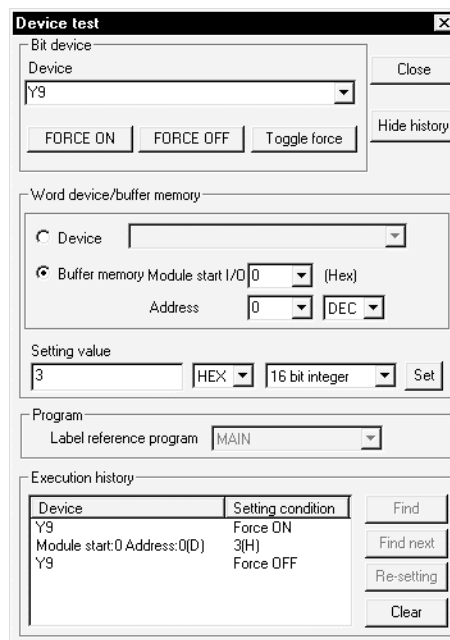 Device test
Bit device
Device
Close
Y9
FORCE ON FORCE OFF Toggle force
Hide history
Word device/buffer memory
Device
Buffer memory Module start I/O 0 (Hex)
Address 0 DEC
Setting value
3 HEX 16 bit integer Set
Program
Label reference program MAIN
Execution history
Device Setting condition Find
Y9 Force ON
Module start:0 Address:0(D) 3(H) Find next
Y9 Force OFF
Re-setting
Clear